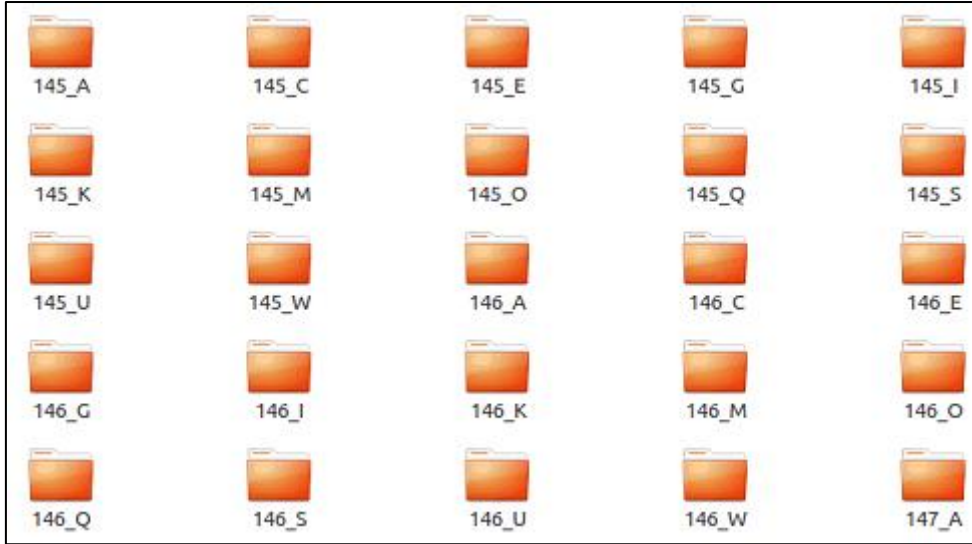 145_A 145_C 145_E 145_G 145_I
145_K 145_M 145_O 145_Q 145_S
145_U 145_W 146_A 146_C 146_E
146_G 146_I 146_K 146_M 146_O
146_Q 146_S 146_U 146_W 147_A